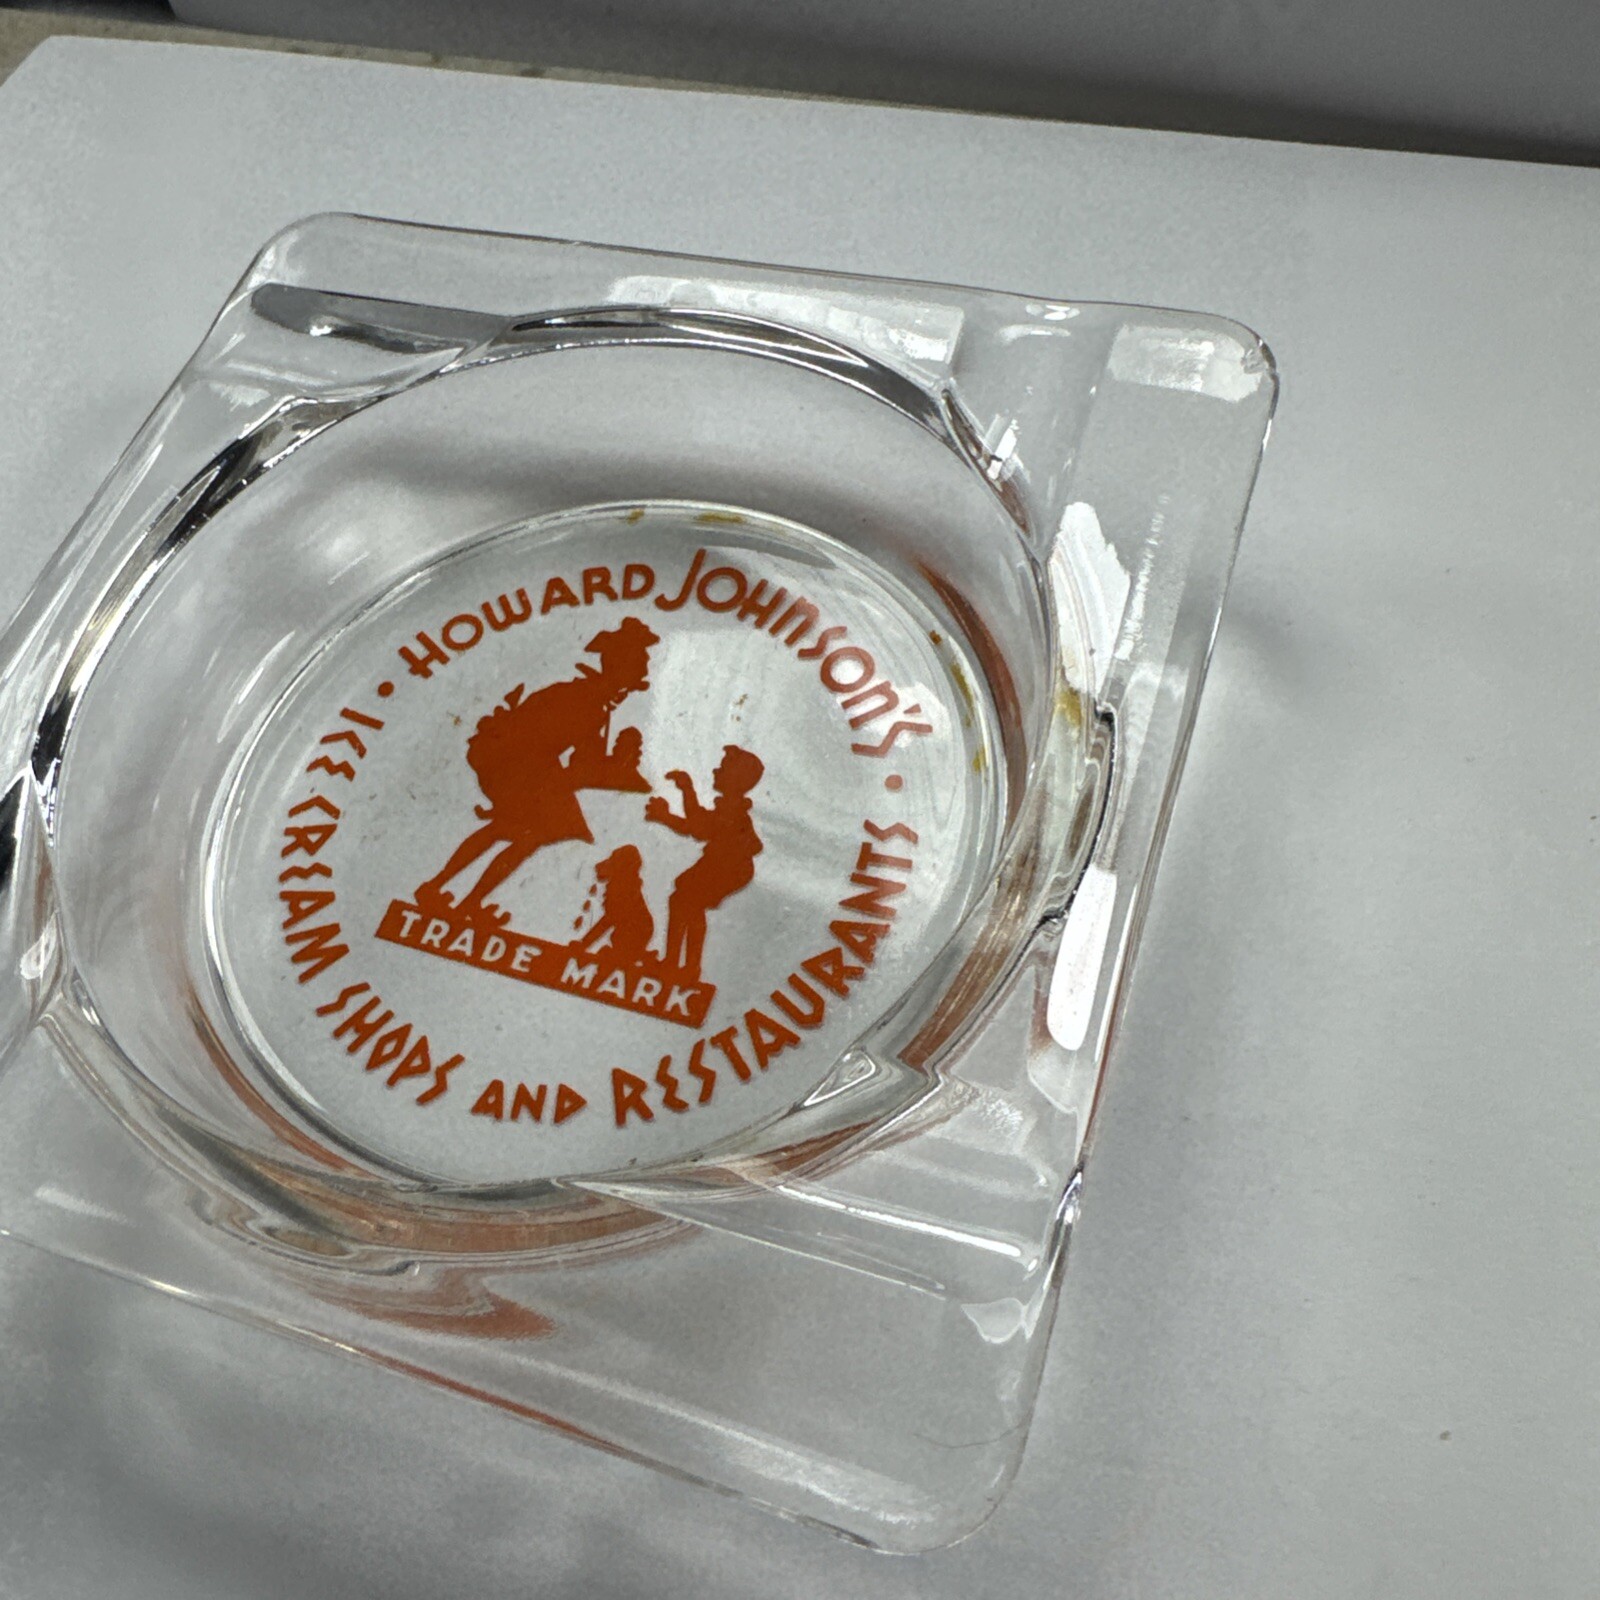 HOWARD JOHNSON'S
• ICE CREAM SHOPS AND RESTAURANTS •
TRADE MARK